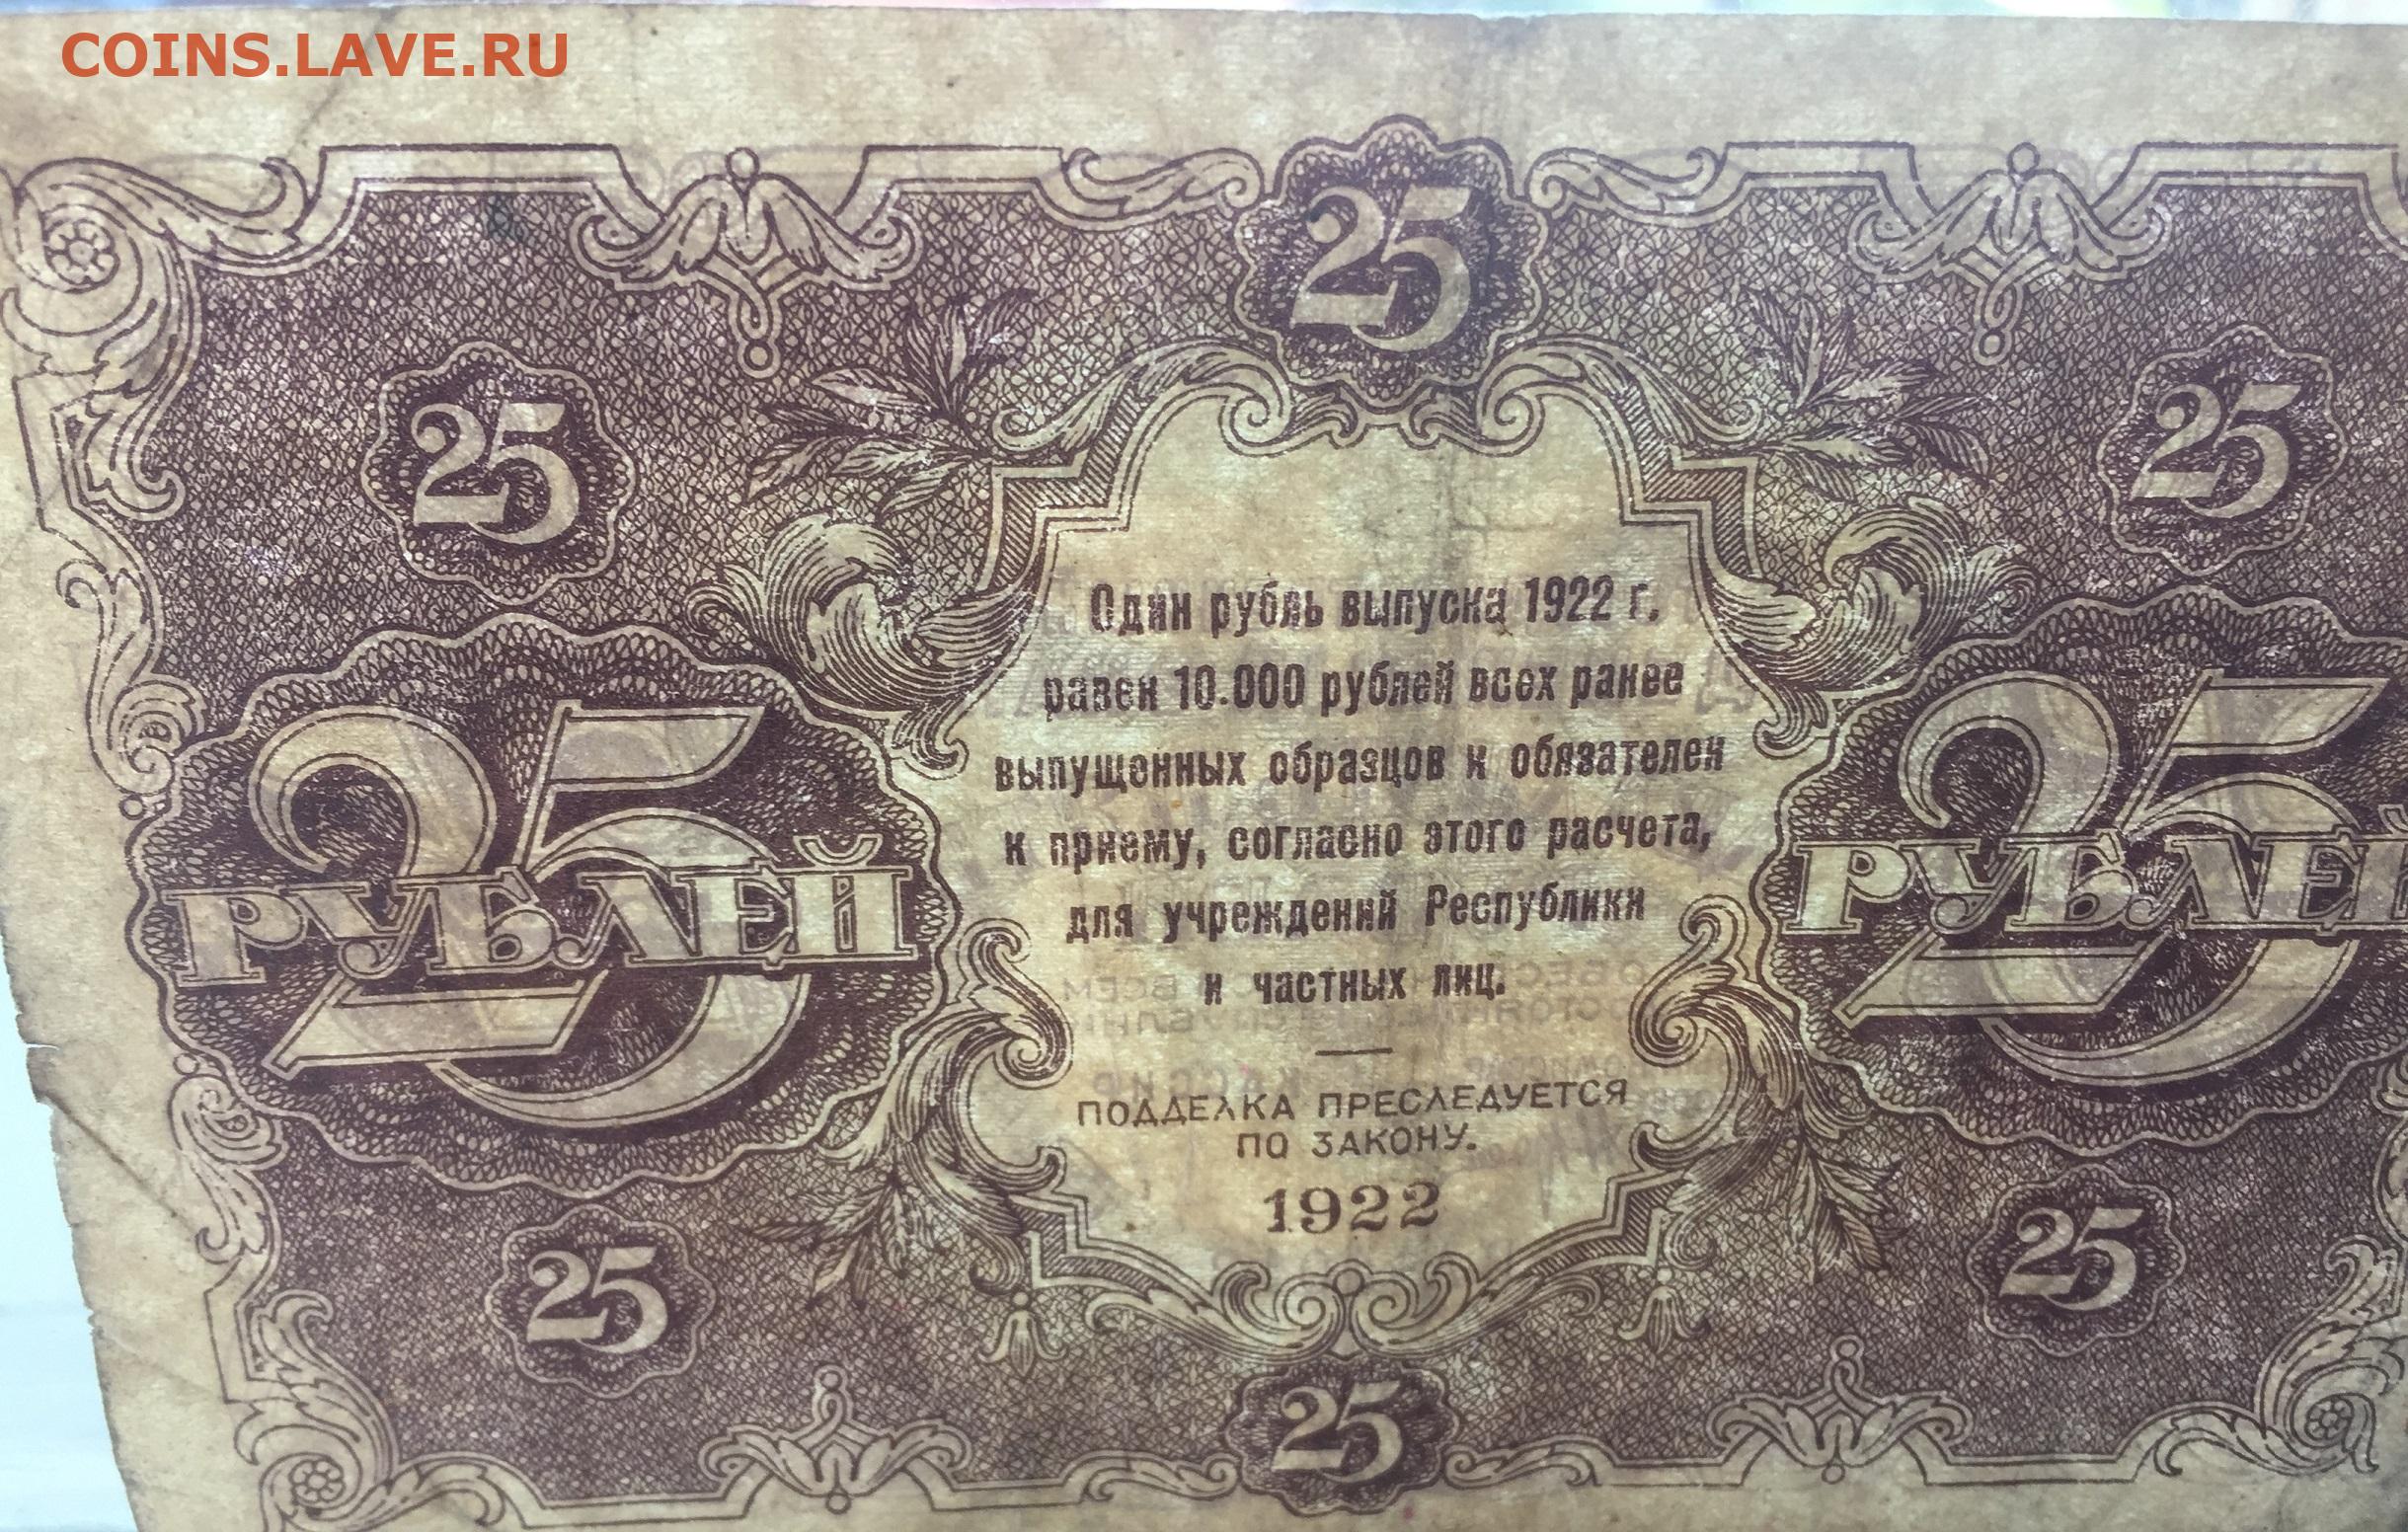 COINS.LAVE.RU
25
25
25
Один рубль выпуска 1922 г.
равен 10.000 рублей всех ранее
выпущенных образцов и обязателен
к приему, согласно этого расчета,
для учреждений Республики
и частных лиц.
25
РУБЛЕЙ
25
РУБЛЕЙ
ПОДДЕЛКА ПРЕСЛЕДУЕТСЯ
ПО ЗАКОНУ.
1922
25
25
25